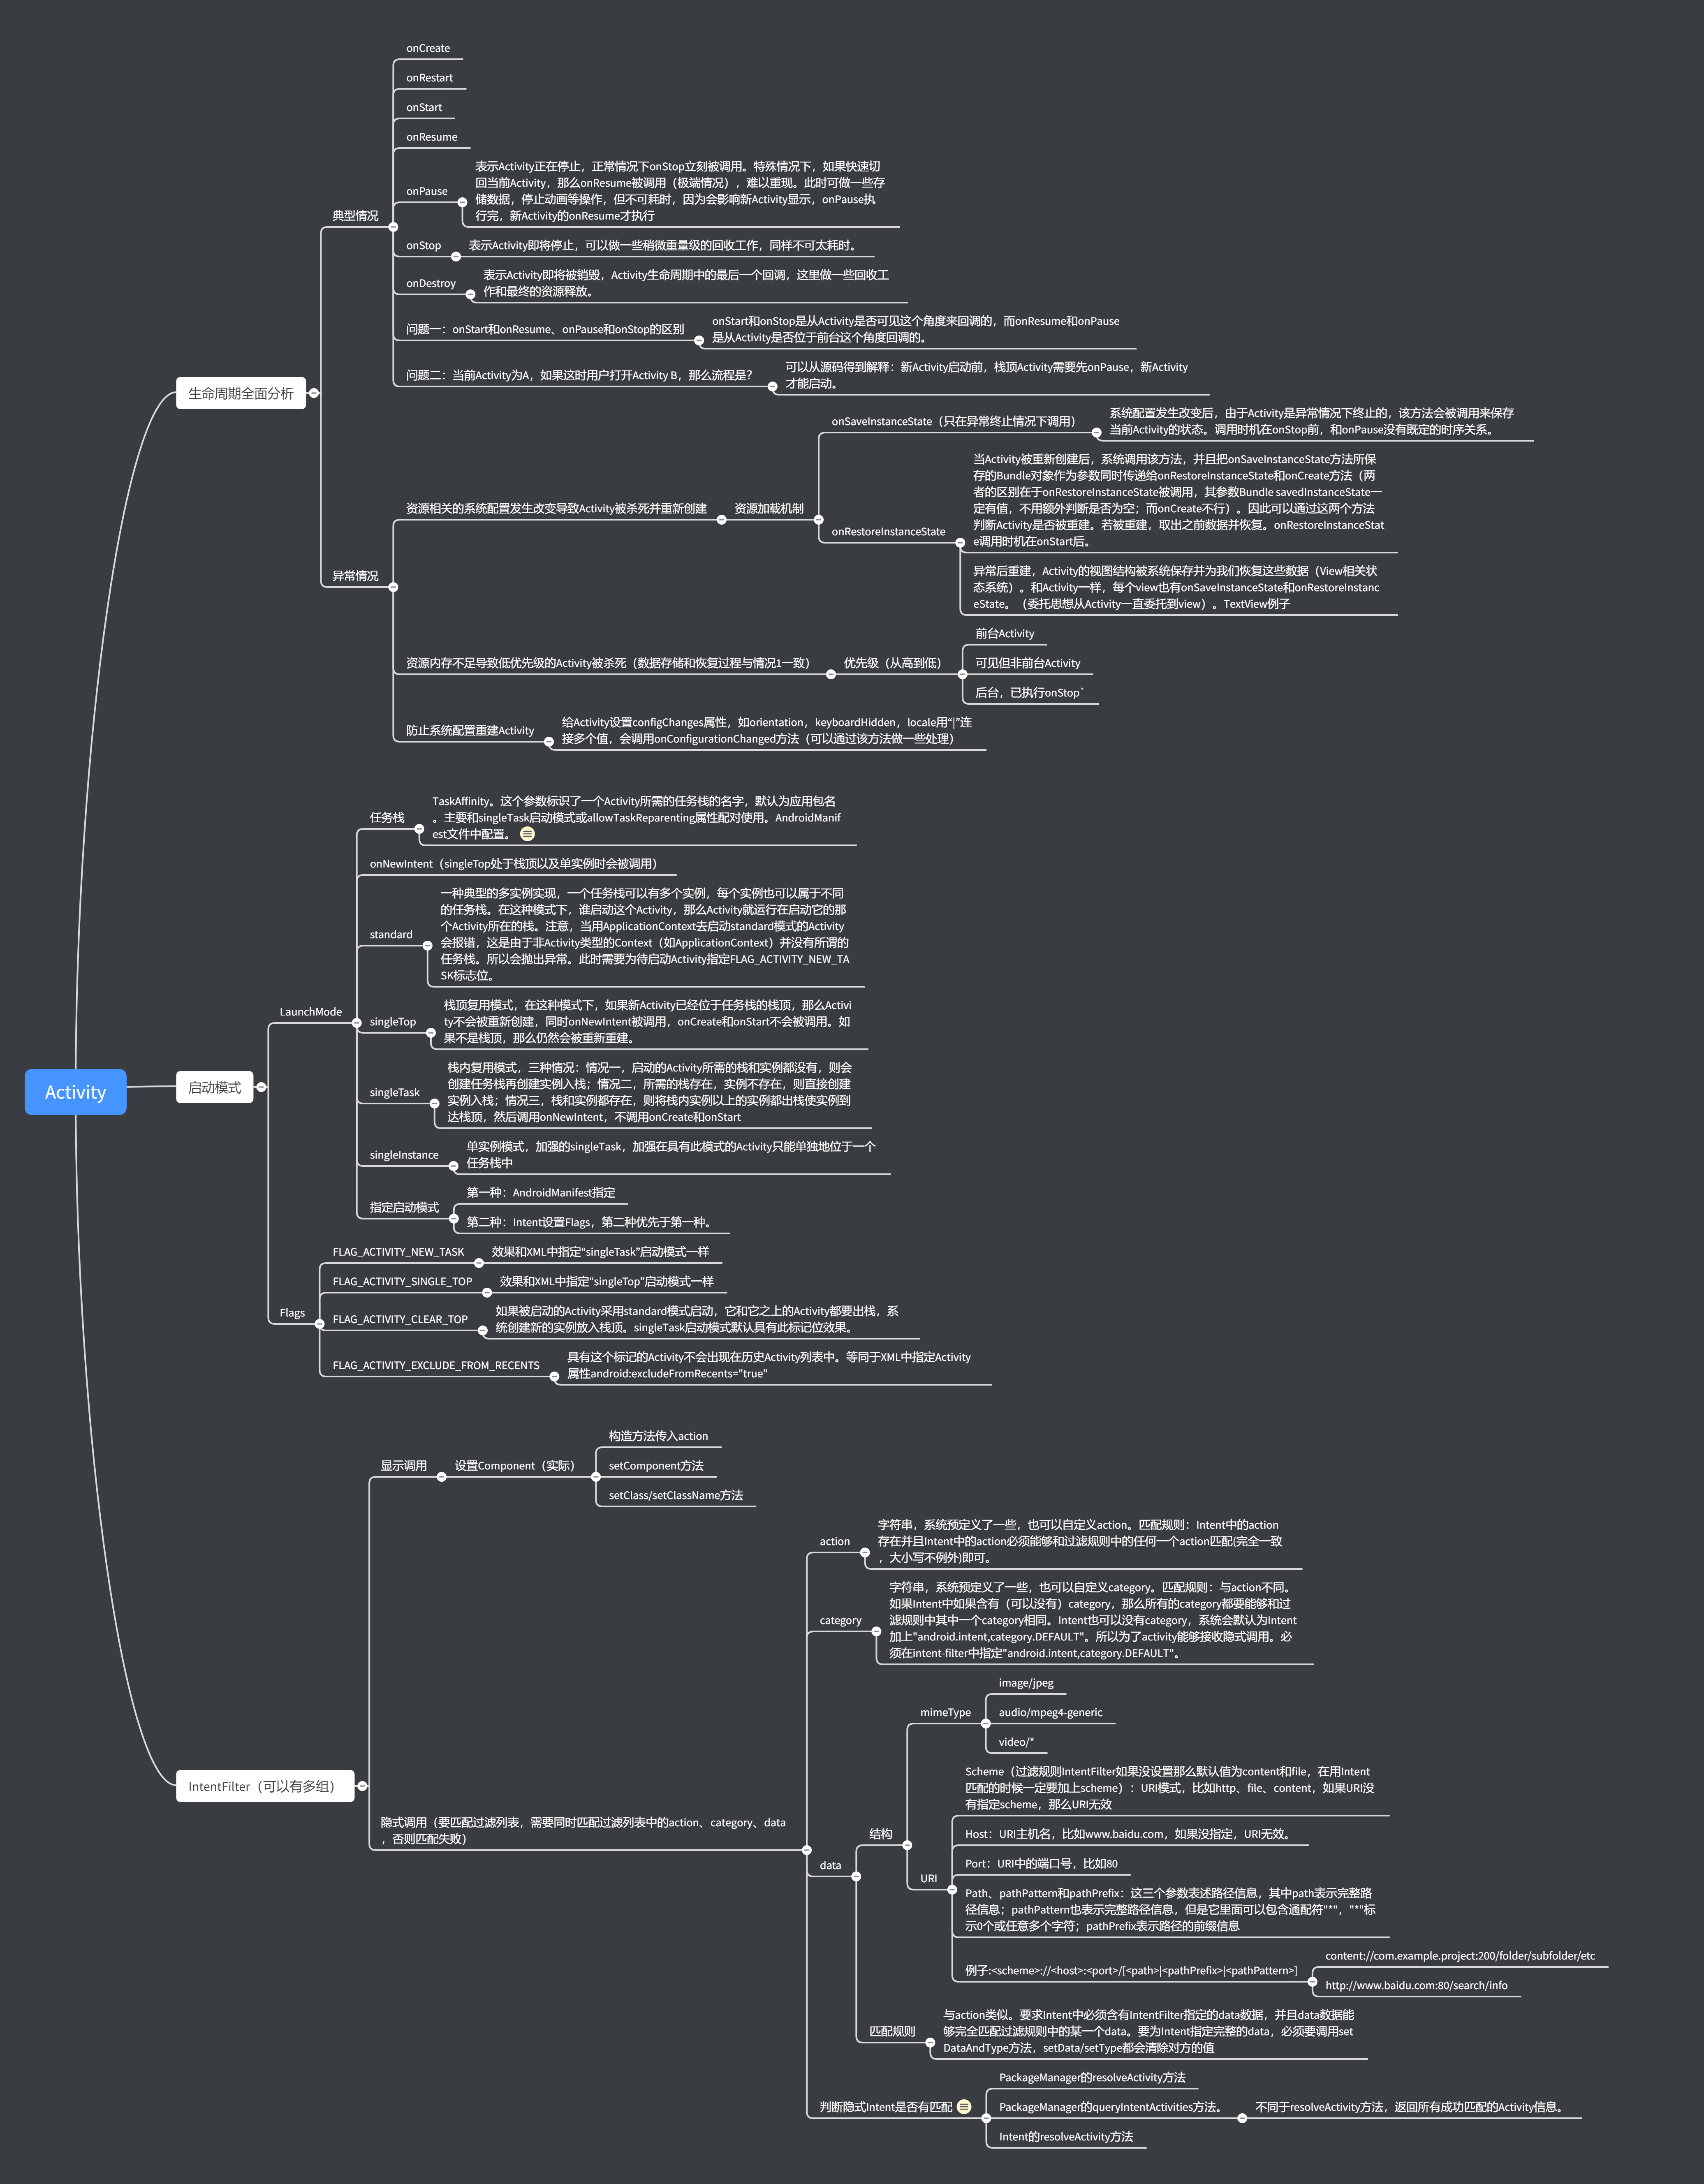 Activity
生命周期全面分析
典型情况
onCreate
onRestart
onStart
onResume
onPause
表示Activity正在停止，正常情况下onStop立刻被调用。特殊情况下，如果快速切
回当前Activity，那么onResume被调用（极端情况），难以重现。此时可做一些存
储数据，停止动画等操作，但不可耗时，因为会影响新Activity显示，onPause执
行完，新Activity的onResume才执行
onStop
表示Activity即将停止，可以做一些稍微重量级的回收工作，同样不可太耗时。
onDestroy
表示Activity即将被销毁，Activity生命周期中的最后一个回调，这里做一些回收工
作和最终的资源释放。
问题一：onStart和onResume、onPause和onStop的区别
onStart和onStop是从Activity是否可见这个角度来回调的，而onResume和onPause
是从Activity是否位于前台这个角度回调的。
问题二：当前Activity为A，如果这时用户打开Activity B，那么流程是？
可以从源码得到解释：新Activity启动前，栈顶Activity需要先onPause，新Activity
才能启动。
异常情况
资源相关的系统配置发生改变导致Activity被杀死并重新创建
资源加载机制
onSaveInstanceState（只在异常终止情况下调用）
系统配置发生改变后，由于Activity是异常情况下终止的，该方法会被调用来保存
当前Activity的状态。调用时机在onStop前，和onPause没有既定的时序关系。
onRestoreInstanceState
当Activity被重新创建后，系统调用该方法，并且把onSaveInstanceState方法所保
存的Bundle对象作为参数同时传递给onRestoreInstanceState和onCreate方法（两
者的区别在于onRestoreInstanceState被调用，其参数Bundle savedInstanceState一
定有值，不用额外判断是否为空；而onCreate不行）。因此可以通过这两个方法
判断Activity是否被重建。若被重建，取出之前数据并恢复。onRestoreInstanceStat
e调用时机在onStart后。
异常后重建，Activity的视图结构被系统保存并为我们恢复这些数据（View相关状
态系统）。和Activity一样，每个view也有onSaveInstanceState和onRestoreInstanc
eState。（委托思想从Activity一直委托到view）。TextView例子
资源内存不足导致低优先级的Activity被杀死（数据存储和恢复过程与情况1一致）
优先级（从高到低）
前台Activity
可见但非前台Activity
后台，已执行onStop`
防止系统配置重建Activity
给Activity设置configChanges属性，如orientation，keyboardHidden，locale用“|”连
接多个值，会调用onConfigurationChanged方法（可以通过该方法做一些处理）
启动模式
LaunchMode
任务栈
TaskAffinity。这个参数标识了一个Activity所需的任务栈的名字，默认为应用包名
。主要和singleTask启动模式或allowTaskReparenting属性配对使用。AndroidManif
est文件中配置。
onNewIntent（singleTop处于栈顶以及单实例时会被调用）
standard
一种典型的多实例实现，一个任务栈可以有多个实例，每个实例也可以属于不同
的任务栈。在这种模式下，谁启动这个Activity，那么Activity就运行在启动它的那
个Activity所在的栈。注意，当用ApplicationContext去启动standard模式的Activity
会报错，这是由于非Activity类型的Context（如ApplicationContext）并没有所谓的
任务栈。所以会抛出异常。此时需要为待启动Activity指定FLAG_ACTIVITY_NEW_TA
SK标志位。
singleTop
栈顶复用模式，在这种模式下，如果新Activity已经位于任务栈的栈顶，那么Activi
ty不会被重新创建，同时onNewIntent被调用，onCreate和onStart不会被调用。如
果不是栈顶，那么仍然会被重新重建。
singleTask
栈内复用模式，三种情况：情况一，启动的Activity所需的栈和实例都没有，则会
创建任务栈再创建实例入栈；情况二，所需的栈存在，实例不存在，则直接创建
实例入栈；情况三，栈和实例都存在，则将栈内实例以上的实例都出栈使实例到
达栈顶，然后调用onNewIntent，不调用onCreate和onStart
singleInstance
单实例模式，加强的singleTask，加强在具有此模式的Activity只能单独地位于一个
任务栈中
指定启动模式
第一种：AndroidManifest指定
第二种：Intent设置Flags，第二种优先于第一种。
Flags
FLAG_ACTIVITY_NEW_TASK
效果和XML中指定“singleTask”启动模式一样
FLAG_ACTIVITY_SINGLE_TOP
效果和XML中指定“singleTop”启动模式一样
FLAG_ACTIVITY_CLEAR_TOP
如果被启动的Activity采用standard模式启动，它和它之上的Activity都要出栈，系
统创建新的实例放入栈顶。singleTask启动模式默认具有此标记位效果。
FLAG_ACTIVITY_EXCLUDE_FROM_RECENTS
具有这个标记的Activity不会出现在历史Activity列表中。等同于XML中指定Activity
属性android:excludeFromRecents="true"
IntentFilter（可以有多组）
显示调用
设置Component（实际）
构造方法传入action
setComponent方法
setClass/setClassName方法
隐式调用（要匹配过滤列表，需要同时匹配过滤列表中的action、category、data
，否则匹配失败）
action
字符串，系统预定义了一些，也可以自定义action。匹配规则：Intent中的action
存在并且Intent中的action必须能够和过滤规则中的任何一个action匹配(完全一致
，大小写不例外)即可。
category
字符串，系统预定义了一些，也可以自定义category。匹配规则：与action不同。
如果Intent中如果含有（可以没有）category，那么所有的category都要能够和过
滤规则中其中一个category相同。Intent也可以没有category，系统会默认为Intent
加上"android.intent,category.DEFAULT"。所以为了activity能够接收隐式调用。必
须在intent-filter中指定"android.intent,category.DEFAULT"。
data
结构
mimeType
image/jpeg
audio/mpeg4-generic
video/*
URI
Scheme（过滤规则IntentFilter如果没设置那么默认值为content和file，在用Intent
匹配的时候一定要加上scheme）：URI模式，比如http、file、content，如果URI没
有指定scheme，那么URI无效
Host：URI主机名，比如www.baidu.com，如果没指定，URI无效。
Port：URI中的端口号，比如80
Path、pathPattern和pathPrefix：这三个参数表述路径信息，其中path表示完整路
径信息；pathPattern也表示完整路径信息，但是它里面可以包含通配符"*"，"*"标
示0个或任意多个字符；pathPrefix表示路径的前缀信息
例子:<scheme>://<host>:<port>/[<path>|<pathPrefix>|<pathPattern>]
content://com.example.project:200/folder/subfolder/etc
http://www.baidu.com:80/search/info
匹配规则
与action类似。要求Intent中必须含有IntentFilter指定的data数据，并且data数据能
够完全匹配过滤规则中的某一个data。要为Intent指定完整的data，必须要调用set
DataAndType方法，setData/setType都会清除对方的值
判断隐式Intent是否有匹配
PackageManager的resolveActivity方法
PackageManager的queryIntentActivities方法。
不同于resolveActivity方法，返回所有成功匹配的Activity信息。
Intent的resolveActivity方法